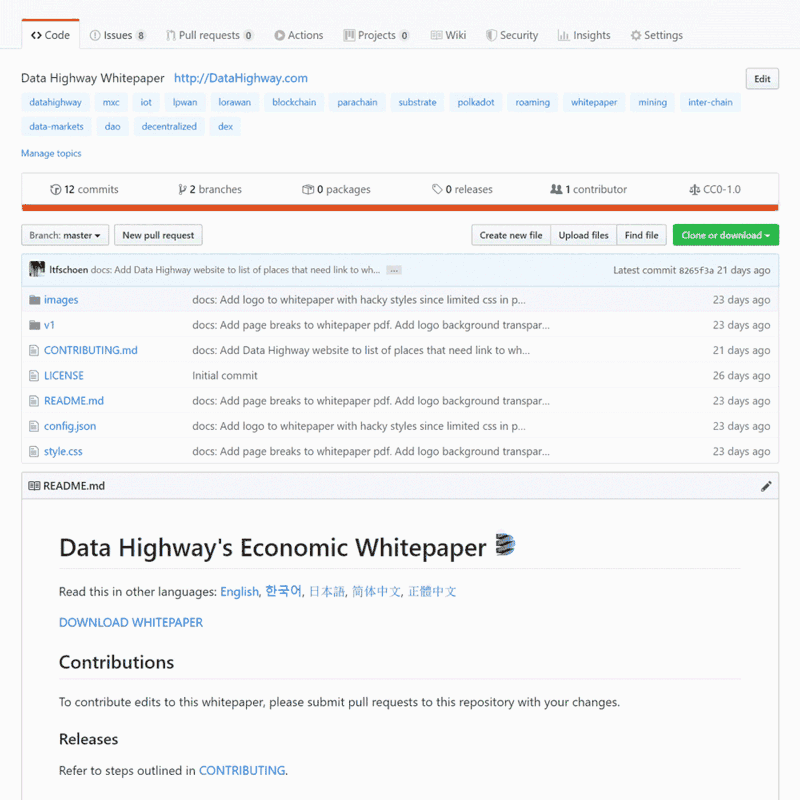 Code Issues 8 Pull requests 0 Actions Projects 0 Wiki Security Insights Settings
Data Highway Whitepaper http://DataHighway.com Edit
datahighway mxc iot lpwan lorawan blockchain parachain substrate polkadot roaming whitepaper mining inter-chain
data-markets dao decentralized dex
Manage topics
12 commits 2 branches 0 packages 0 releases 1 contributor CC0-1.0
Branch: master New pull request Create new file Upload files Find file Clone or download
ltfschoen docs: Add Data Highway website to list of places that need link to wh... ... Latest commit 8265f3a 21 days ago
images docs: Add logo to whitepaper with hacky styles since limited css in p... 23 days ago
v1 docs: Add page breaks to whitepaper pdf. Add logo background transpar... 23 days ago
CONTRIBUTING.md docs: Add Data Highway website to list of places that need link to wh... 21 days ago
LICENSE Initial commit 26 days ago
README.md docs: Add page breaks to whitepaper pdf. Add logo background transpar... 23 days ago
config.json docs: Add logo to whitepaper with hacky styles since limited css in p... 23 days ago
style.css docs: Add page breaks to whitepaper pdf. Add logo background transpar... 23 days ago
README.md
Data Highway's Economic Whitepaper
Read this in other languages: English, 한국어, 日本語, 简体中文, 正體中文
DOWNLOAD WHITEPAPER
Contributions
To contribute edits to this whitepaper, please submit pull requests to this repository with your changes.
Releases
Refer to steps outlined in CONTRIBUTING.